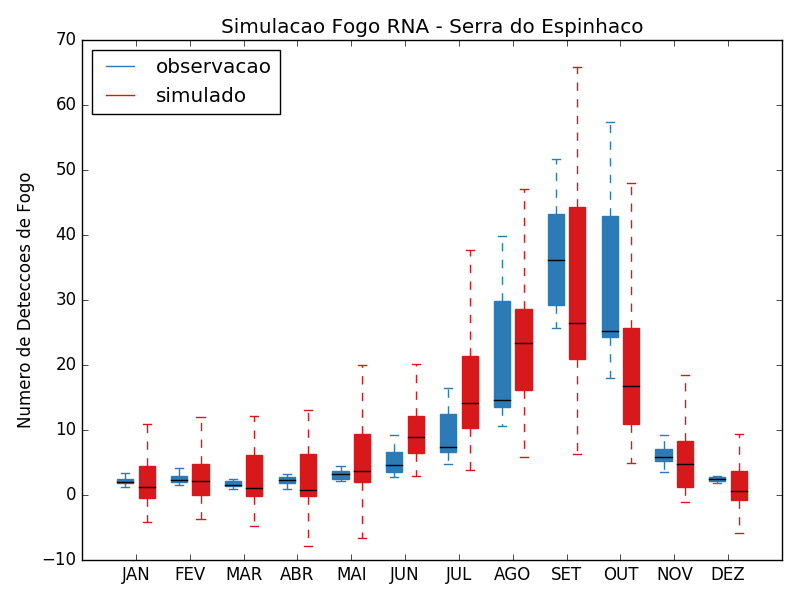 Simulacao Fogo RNA - Serra do Espinhaco
observacao
simulado
Numero de Deteccoes de Fogo
70
60
50
40
30
20
10
0
−10
JAN FEV MAR ABR MAI JUN JUL AGO SET OUT NOV DEZ